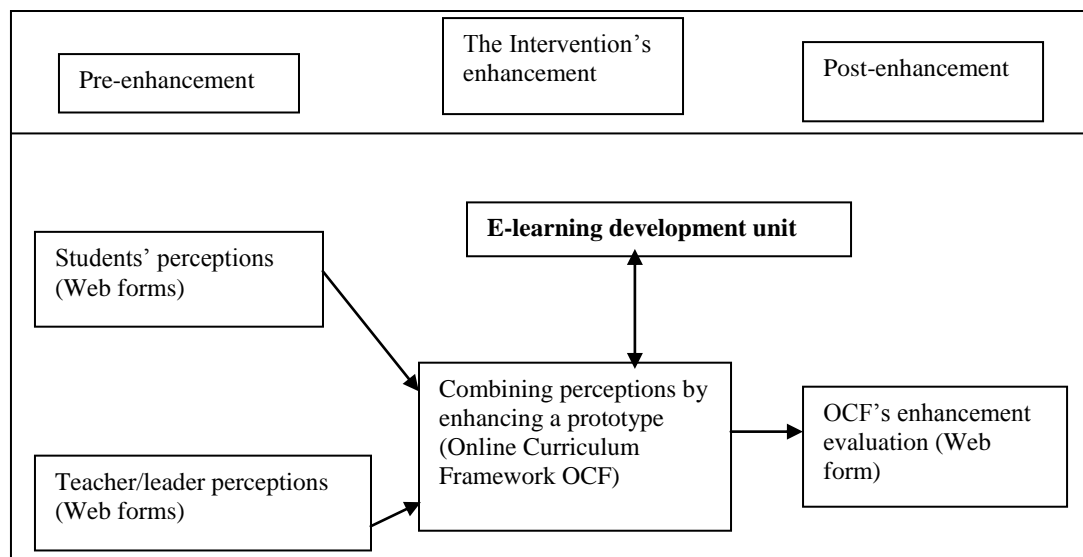 Pre-enhancement
The Intervention’s
enhancement
Post-enhancement
E-learning development unit
Students’ perceptions
(Web forms)
Combining perceptions by
enhancing a prototype
(Online Curriculum
Framework OCF)
OCF’s enhancement
evaluation (Web
form)
Teacher/leader perceptions
(Web forms)